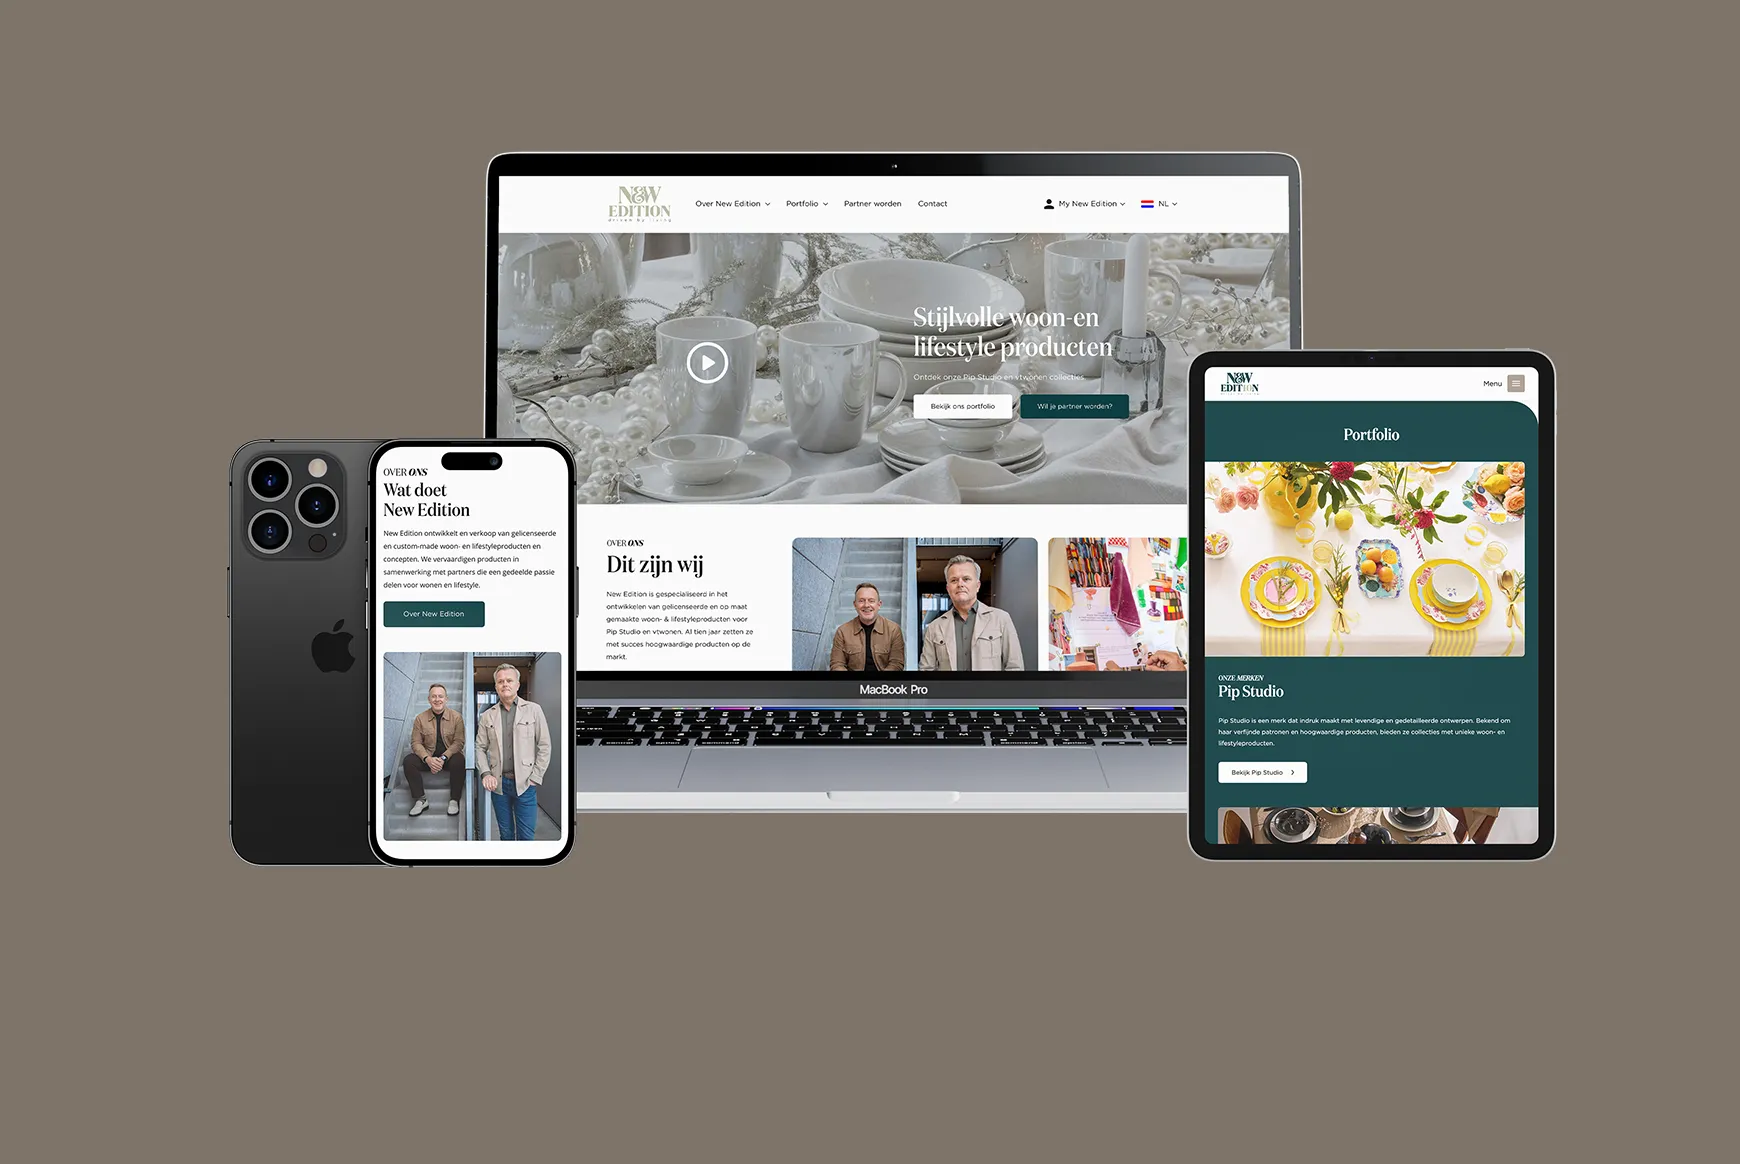 NEW
EDITION
driven by living
Over New Edition
Portfolio
Partner worden
Contact
My New Edition
NL
Stijlvolle woon-en
lifestyle producten
Ontdek onze Pip Studio en vtwonen collecties.
Bekijk ons portfolio
Wil je partner worden?
OVER ONS
Dit zijn wij
New Edition is gespecialiseerd in het
ontwikkelen van gelicenseerde en op maat
gemaakte woon- & lifestyleproducten voor
Pip Studio en vtwonen. Al tien jaar zetten ze
met succes hoogwaardige producten op de
markt.
MacBook Pro
OVER ONS
Wat doet
New Edition
New Edition ontwikkelt en verkoop van gelicenseerde
en custom-made woon- en lifestyleproducten en
concepten. We vervaardigen producten in
samenwerking met partners die een gedeelde passie
delen voor wonen en lifestyle.
Over New Edition
NEW
EDITION
Menu
Portfolio
ONZE MERKEN
Pip Studio
Pip Studio is een merk dat indruk maakt met levendige en gedetailleerde ontwerpen. Bekend om
haar verfijnde patronen en hoogwaardige producten, bieden ze collecties met unieke woon- en
lifestyleproducten.
Bekijk Pip Studio